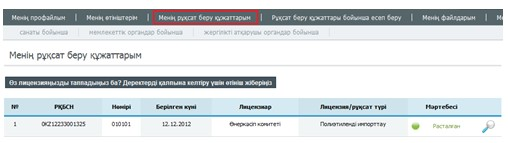 Менің профайлым Менің өтініштерім Менің рұқсат беру құжаттарым Рұқсат беру құжаттары бойынша есеп беру Менің файлдарым Менің
санаты бойынша мемлекеттік органдар бойынша жергілікті атқарушы органдар бойынша
Менің рұқсат беру құжаттарым
Өз лицензияңызды таппадыңыз ба? Деректерді қалпына келтіру үшін өтініш жіберіңіз
№ РҚБСН Нөмірі Берілген күні Лицензиар Лицензия/рұқсат түрі Мәртебесі
1 0KZ12233001325 010101 12.12.2012 Өнеркәсіп комитеті Полиэтиленді импорттау Расталған